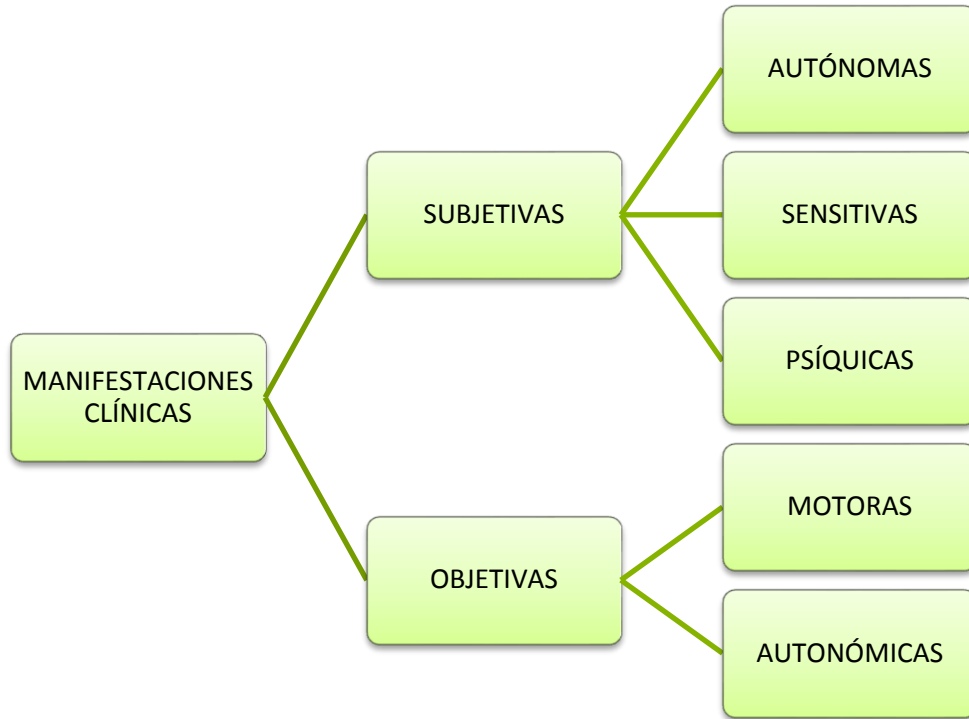 MANIFESTACIONES
CLÍNICAS
SUBJETIVAS
AUTÓNOMAS
SENSITIVAS
PSÍQUICAS
OBJETIVAS
MOTORAS
AUTONÓMICAS